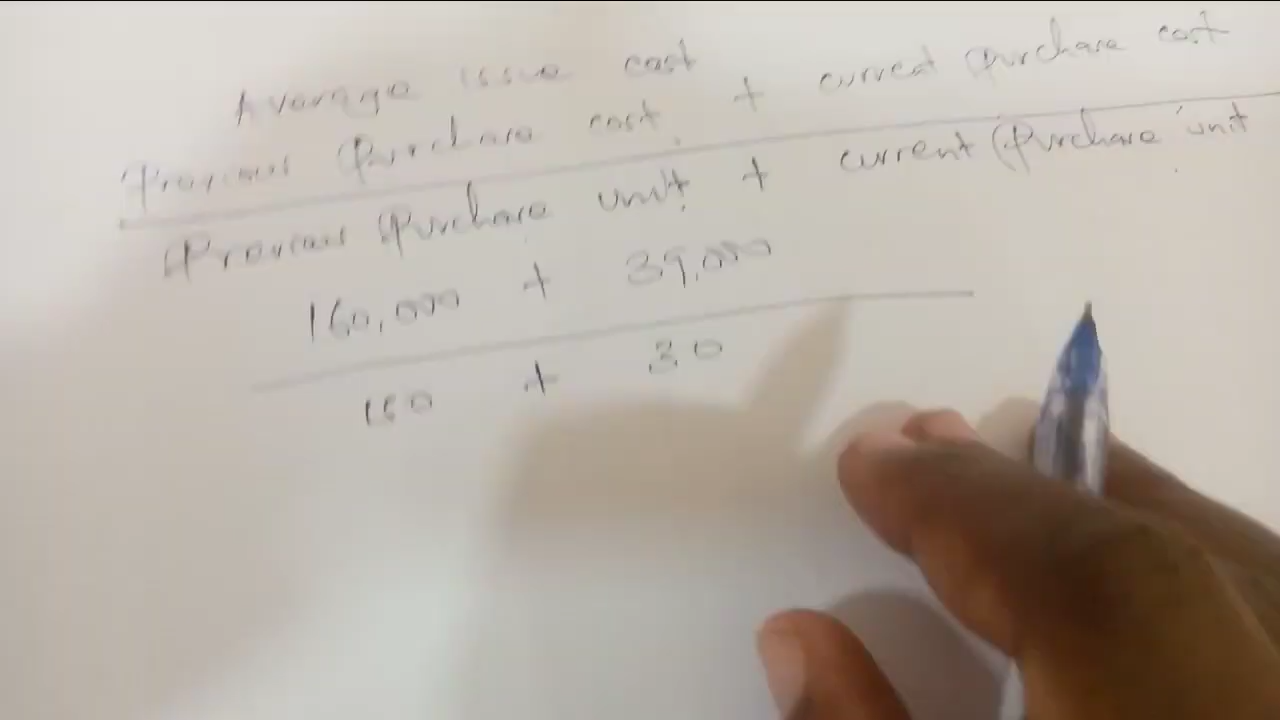 Average issue cost
Previous Purchase cost + current purchase cost
Previous Purchase unit + current Purchase unit
160,000 + 39,000
160 + 30